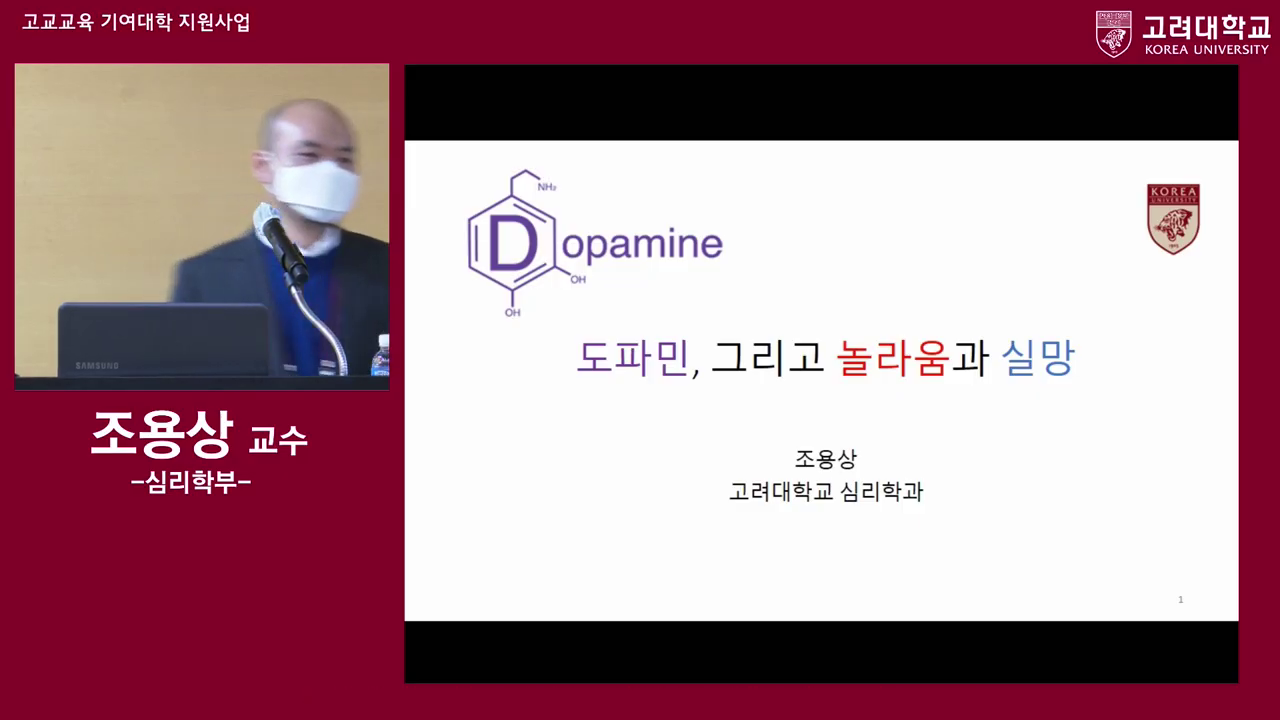 고교교육 기여대학 지원사업
고려대학교
KOREA UNIVERSITY
SAMSUNG
조용상 교수
-심리학부-
NH₂
Dopamine
OH
OH
KOREA
UNIVERSITY
도파민, 그리고 놀라움과 실망
조용상
고려대학교 심리학과
1